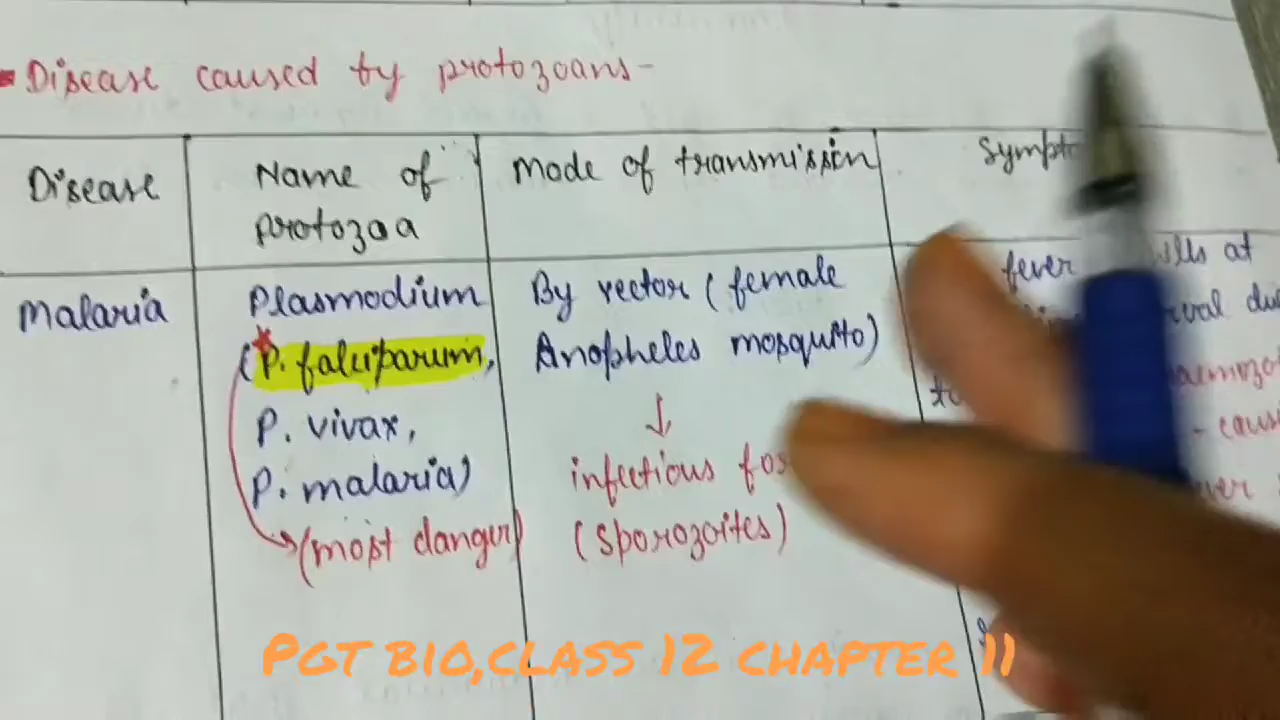 Disease caused by protozoans-
Disease
Name of
protozoa
Mode of transmission
Malaria
Plasmodium
(P. falciparum,
P. vivax,
P. malaria)
(most danger)
By vector (female
Anopheles mosquito)
infectious
(sporozoites)
fever
at
PGT BIO,CLASS 12 CHAPTER 11